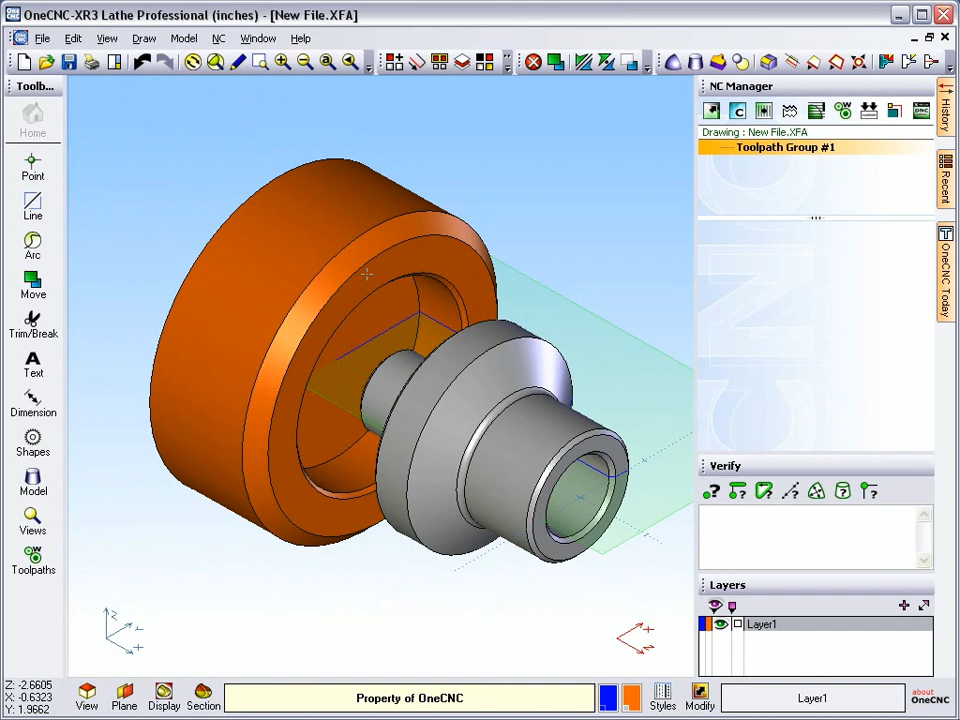 OneCNC-XR3 Lathe Professional (inches) - [New File.XFA]
File Edit View Draw Model NC Window Help
Toolb...
Home
Point
Line
Arc
Move
Trim/Break
Text
Dimension
Shapes
Model
Views
Toolpaths
NC Manager
Drawing : New File.XFA
Toolpath Group #1
Verify
Layers
Layer1
History
Recent
OneCNC Today
Z: -2.6605
X: -0.6323
Y: 1.9662
View
Plane
Display
Section
Property of OneCNC
Styles
Modify
Layer1
about
OneCNC